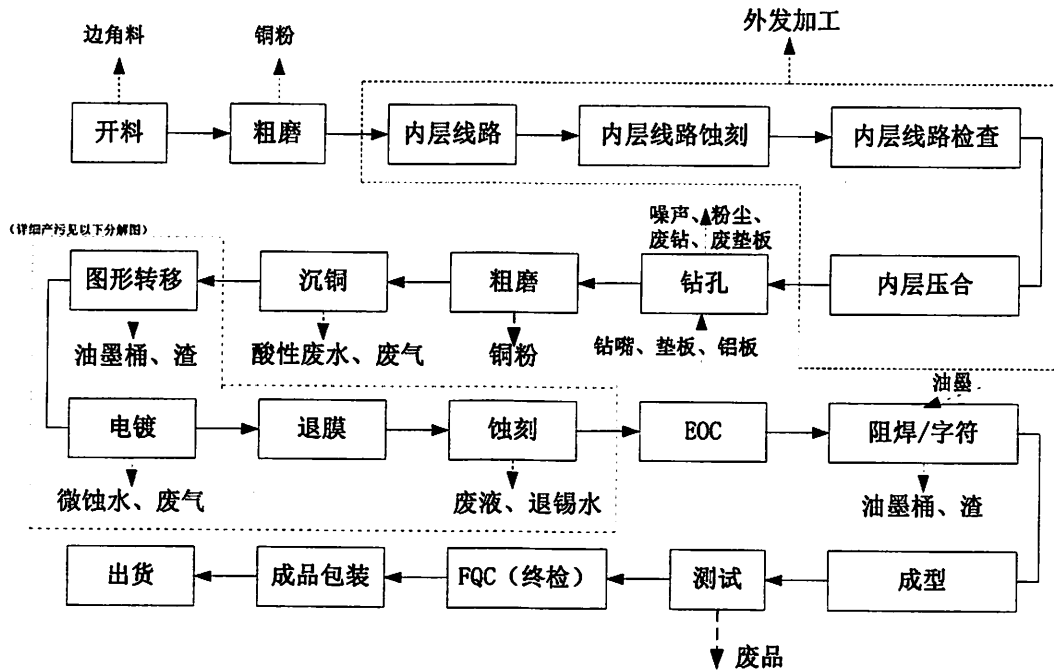 外发加工
边角料
铜粉
开料
粗磨
内层线路
内层线路蚀刻
内层线路检查
噪声、粉尘、
废钻、废垫板
(详细产污见以下分解图)
图形转移
沉铜
粗磨
钻孔
内层压合
油墨桶、渣
酸性废水、废气
铜粉
钻嘴、垫板、铝板
油墨
电镀
退膜
蚀刻
EOC
阻焊/字符
微蚀水、废气
废液、退锡水
油墨桶、渣
出货
成品包装
FQC(终检)
测试
成型
废品